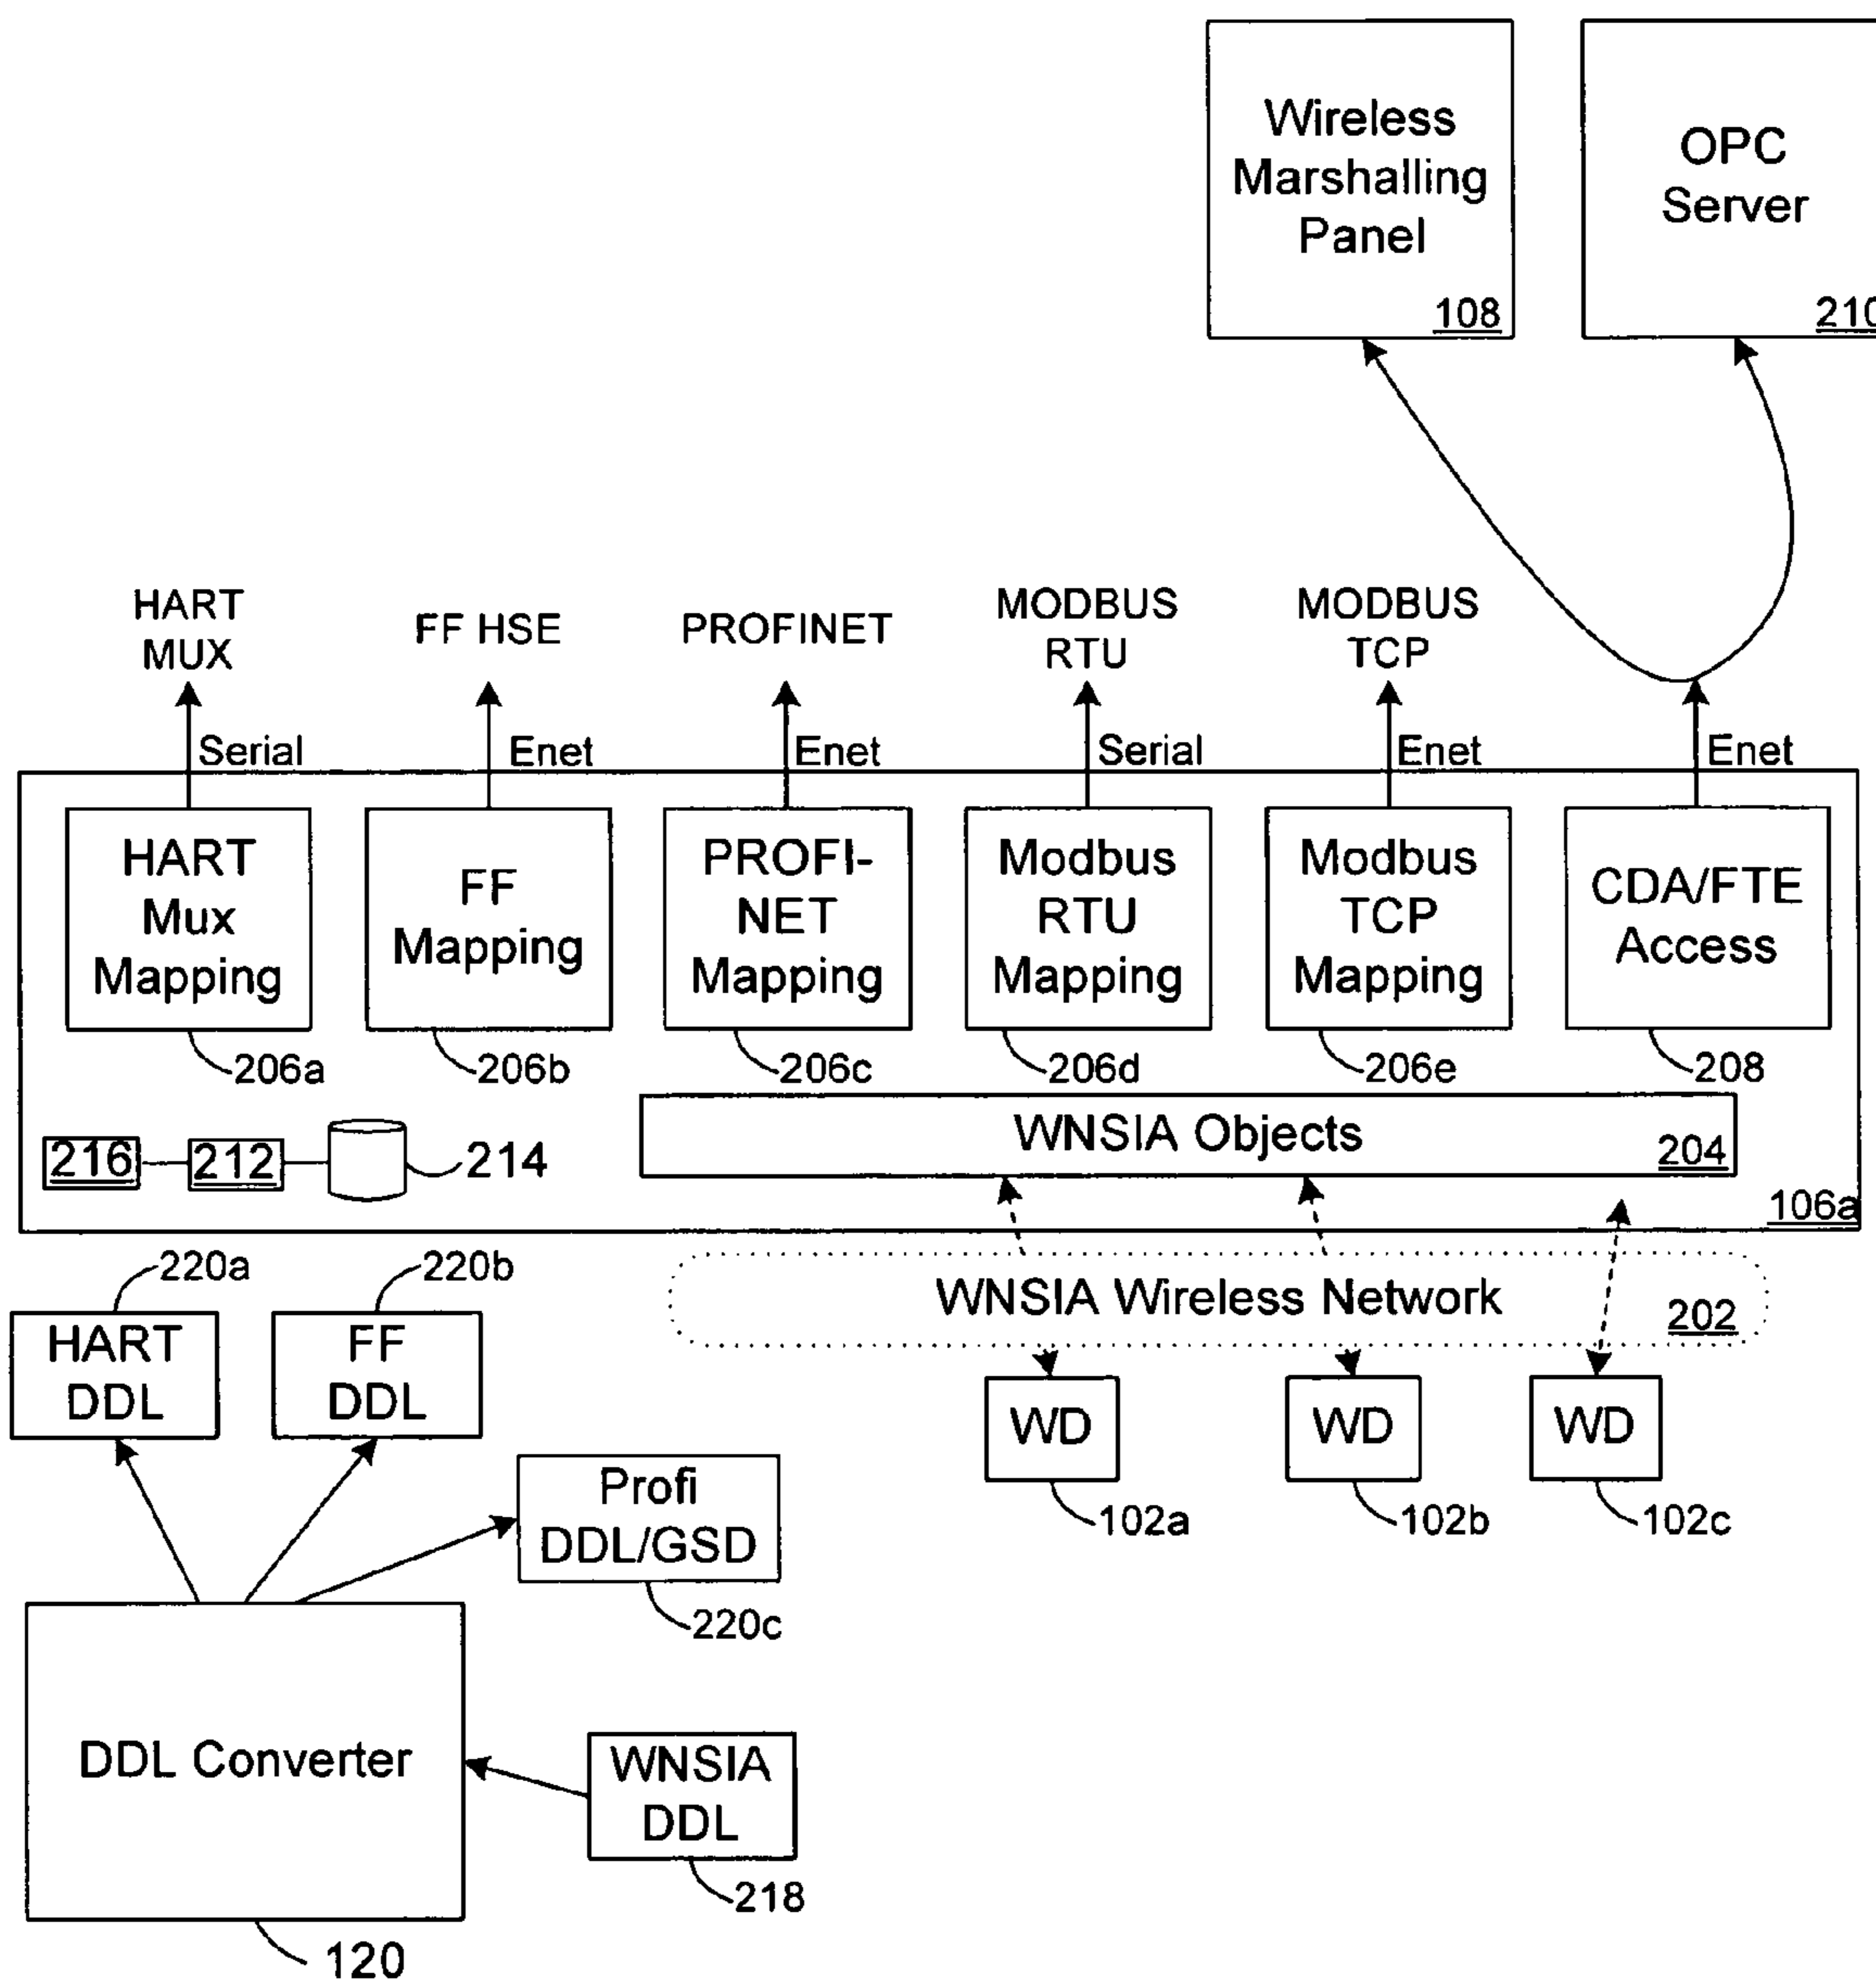 Wireless
Marshalling
Panel
108
OPC
Server
210
HART
MUX
FF HSE
PROFINET
MODBUS
RTU
MODBUS
TCP
Serial
Enet
Enet
Serial
Enet
Enet
HART
Mux
Mapping
FF
Mapping
PROFI-
NET
Mapping
Modbus
RTU
Mapping
Modbus
TCP
Mapping
CDA/FTE
Access
206a
206b
206c
206d
206e
208
WNSIA Objects
204
216
212
214
106a
220a
220b
WNSIA Wireless Network
202
HART
DDL
FF
DDL
WD
WD
WD
102a
102b
102c
Profi
DDL/GSD
220c
DDL Converter
WNSIA
DDL
218
120